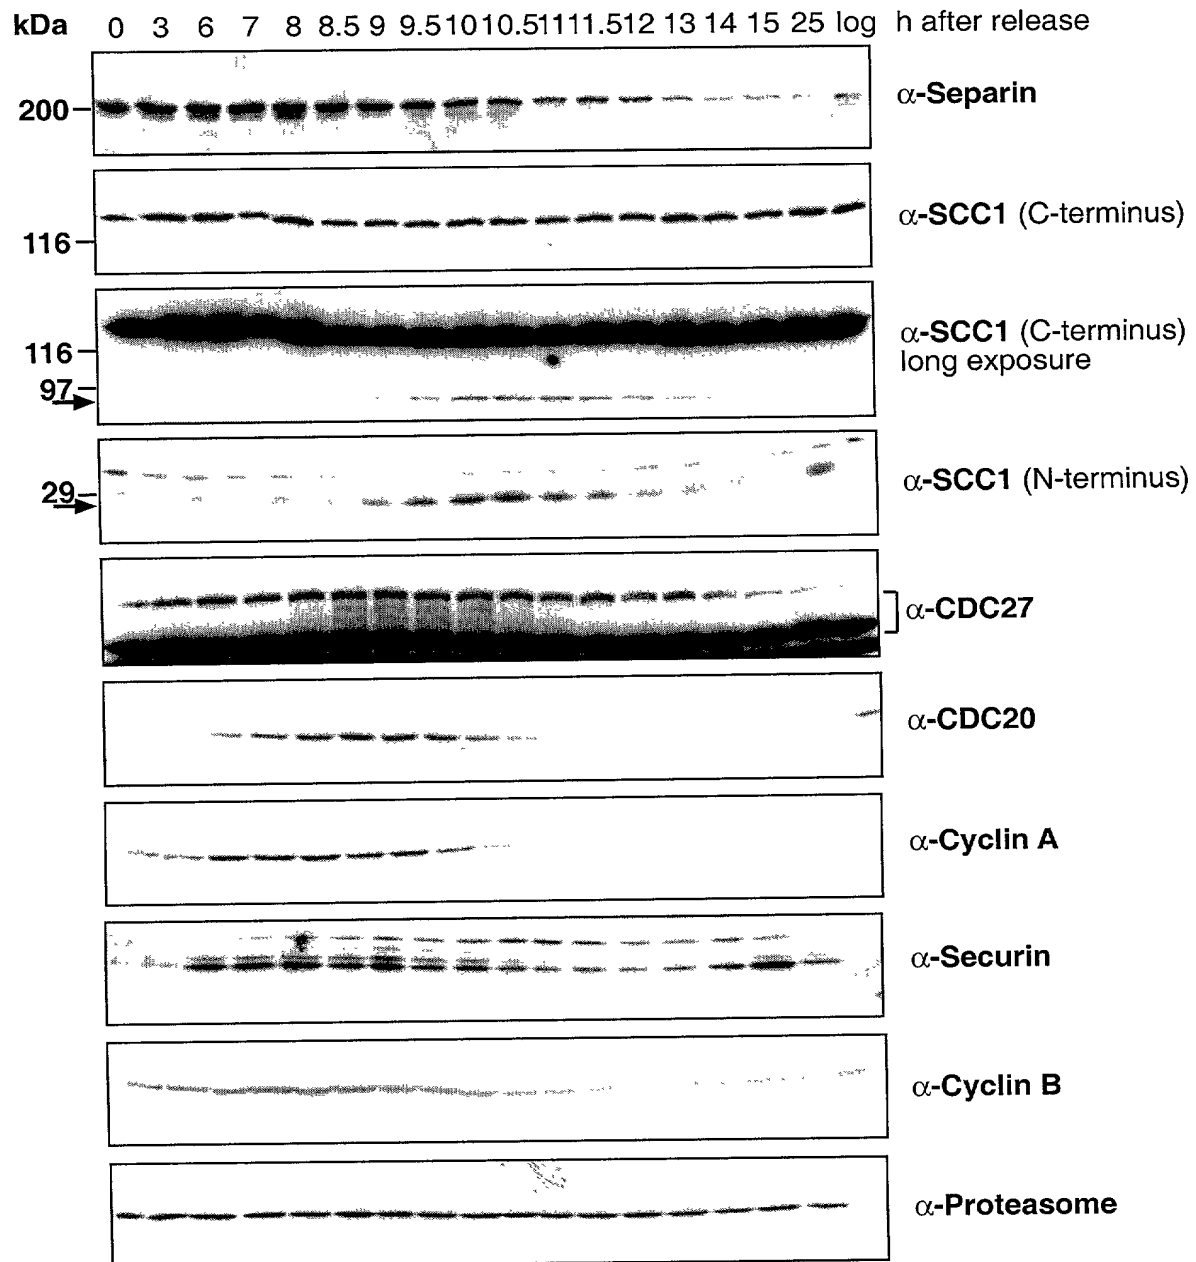 kDa 0 3 6 7 8 8.5 9 9.5 10 10.5 11 11.5 12 13 14 15 25 log h after release
200 α-Separin
116 α-SCC1 (C-terminus)
116 α-SCC1 (C-terminus)
long exposure
97
29 α-SCC1 (N-terminus)
α-CDC27
α-CDC20
α-Cyclin A
α-Securin
α-Cyclin B
α-Proteasome